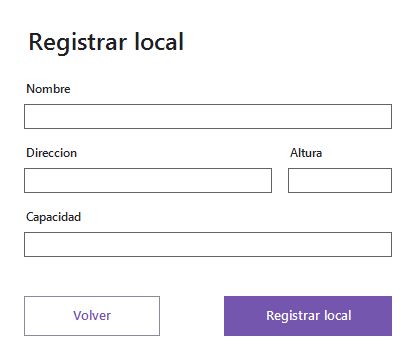 Registrar local
Nombre
Direccion Altura
Capacidad
Volver Registrar local